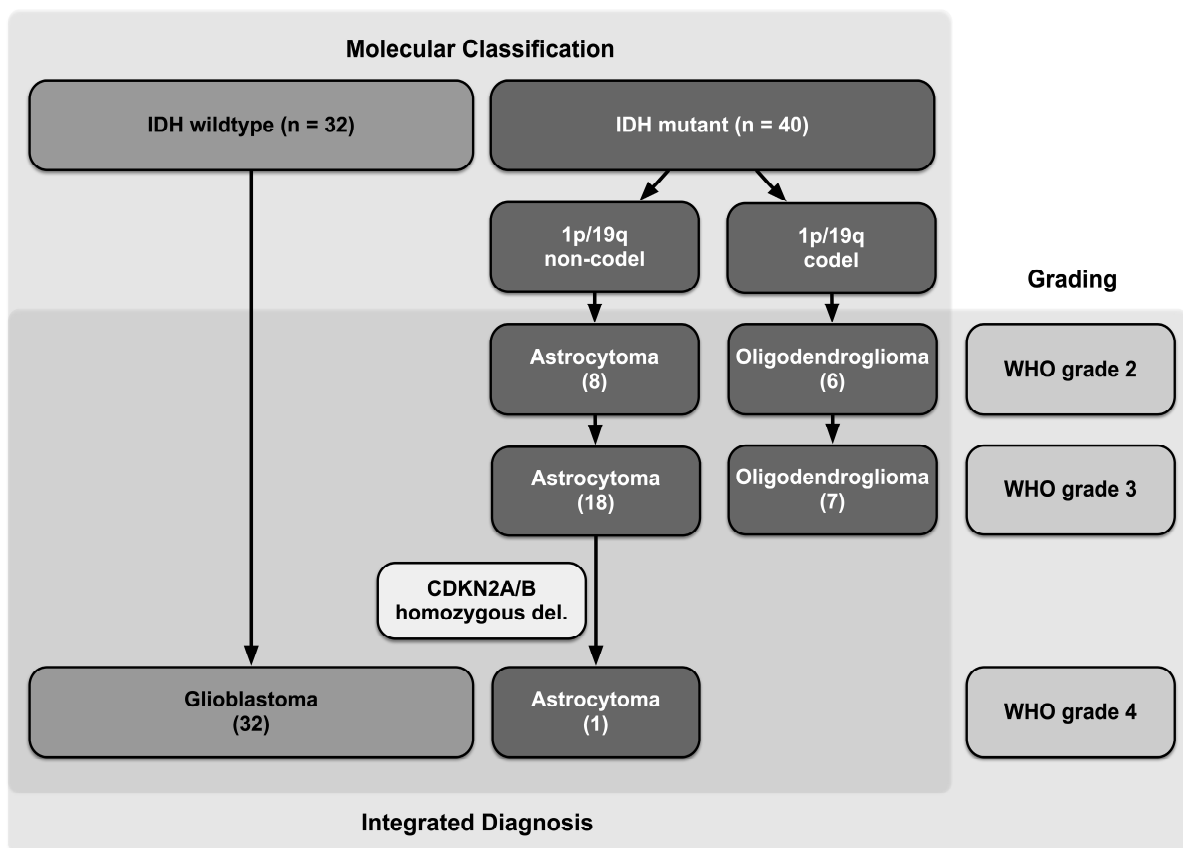 Molecular Classification
IDH wildtype (n = 32)
IDH mutant (n = 40)
1p/19q
non-codel
1p/19q
codel
Grading
Astrocytoma
(8)
Oligodendroglioma
(6)
WHO grade 2
Astrocytoma
(18)
Oligodendroglioma
(7)
WHO grade 3
CDKN2A/B
homozygous del.
Glioblastoma
(32)
Astrocytoma
(1)
WHO grade 4
Integrated Diagnosis